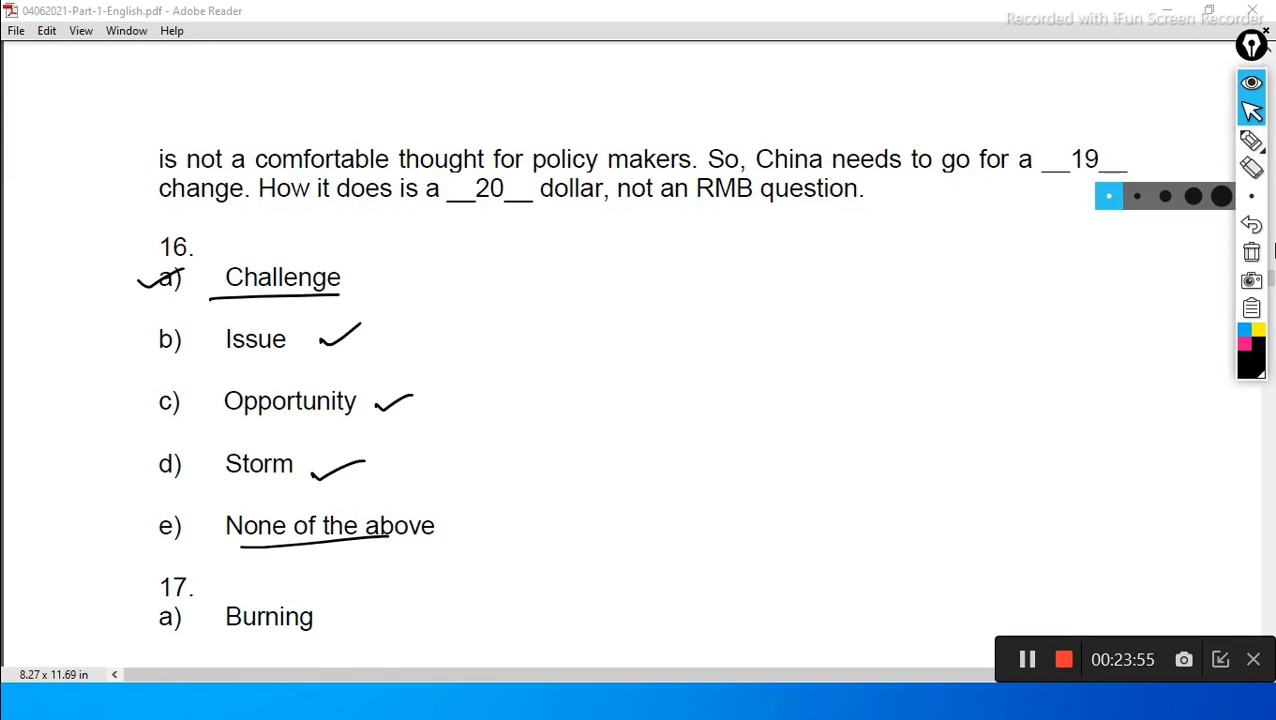 04062021-Part-1-English.pdf - Adobe Reader
Recorded with iFun Screen Recorder
File Edit View Window Help
is not a comfortable thought for policy makers. So, China needs to go for a __19__
change. How it does is a __20__ dollar, not an RMB question.
16.
a) Challenge
b) Issue
c) Opportunity
d) Storm
e) None of the above
17.
a) Burning
8.27 x 11.69 in
00:23:55